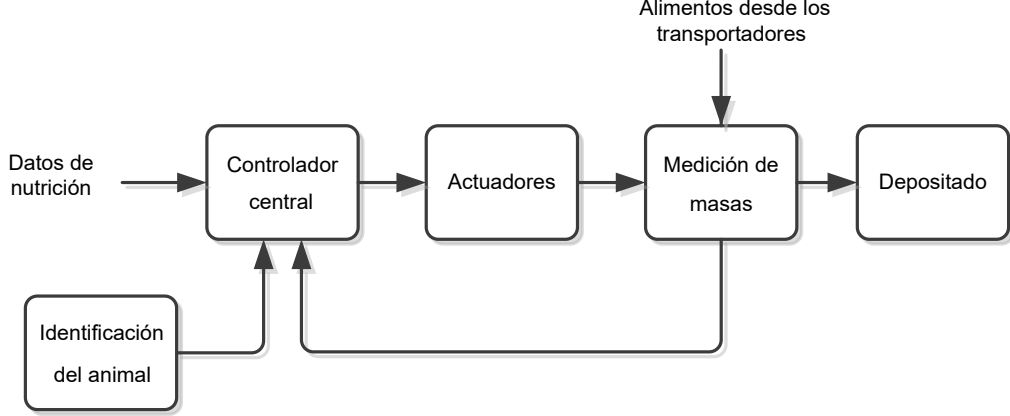 Alimentos desde los
transportadores
Datos de
nutrición
Controlador
central
Actuadores
Medición de
masas
Depositado
Identificación
del animal